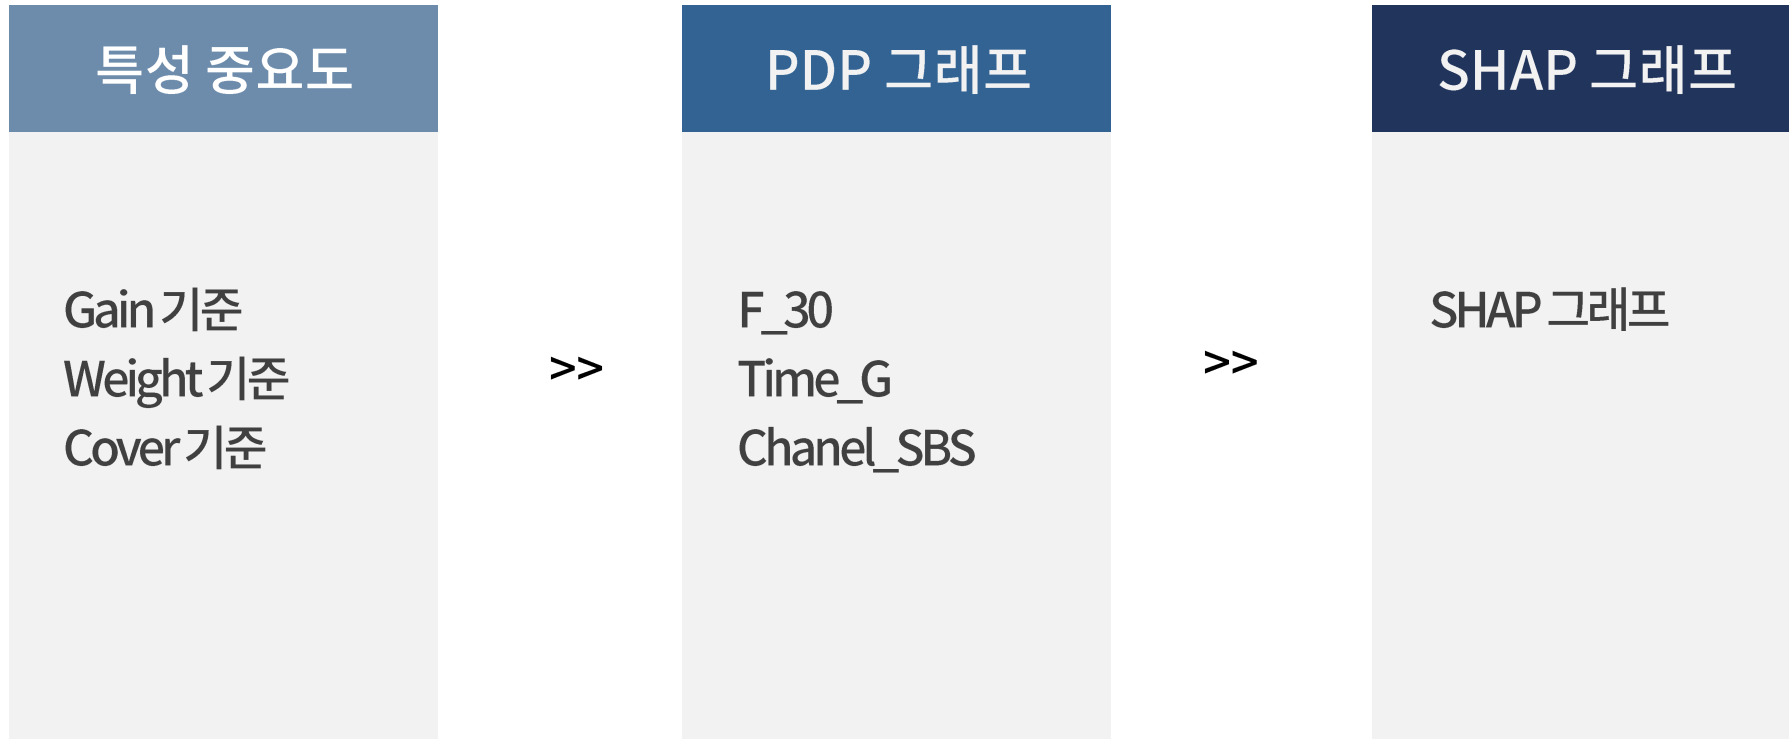 특성 중요도
Gain 기준
Weight 기준
Cover 기준
>>
PDP 그래프
F_30
Time_G
Chanel_SBS
>>
SHAP 그래프
SHAP 그래프